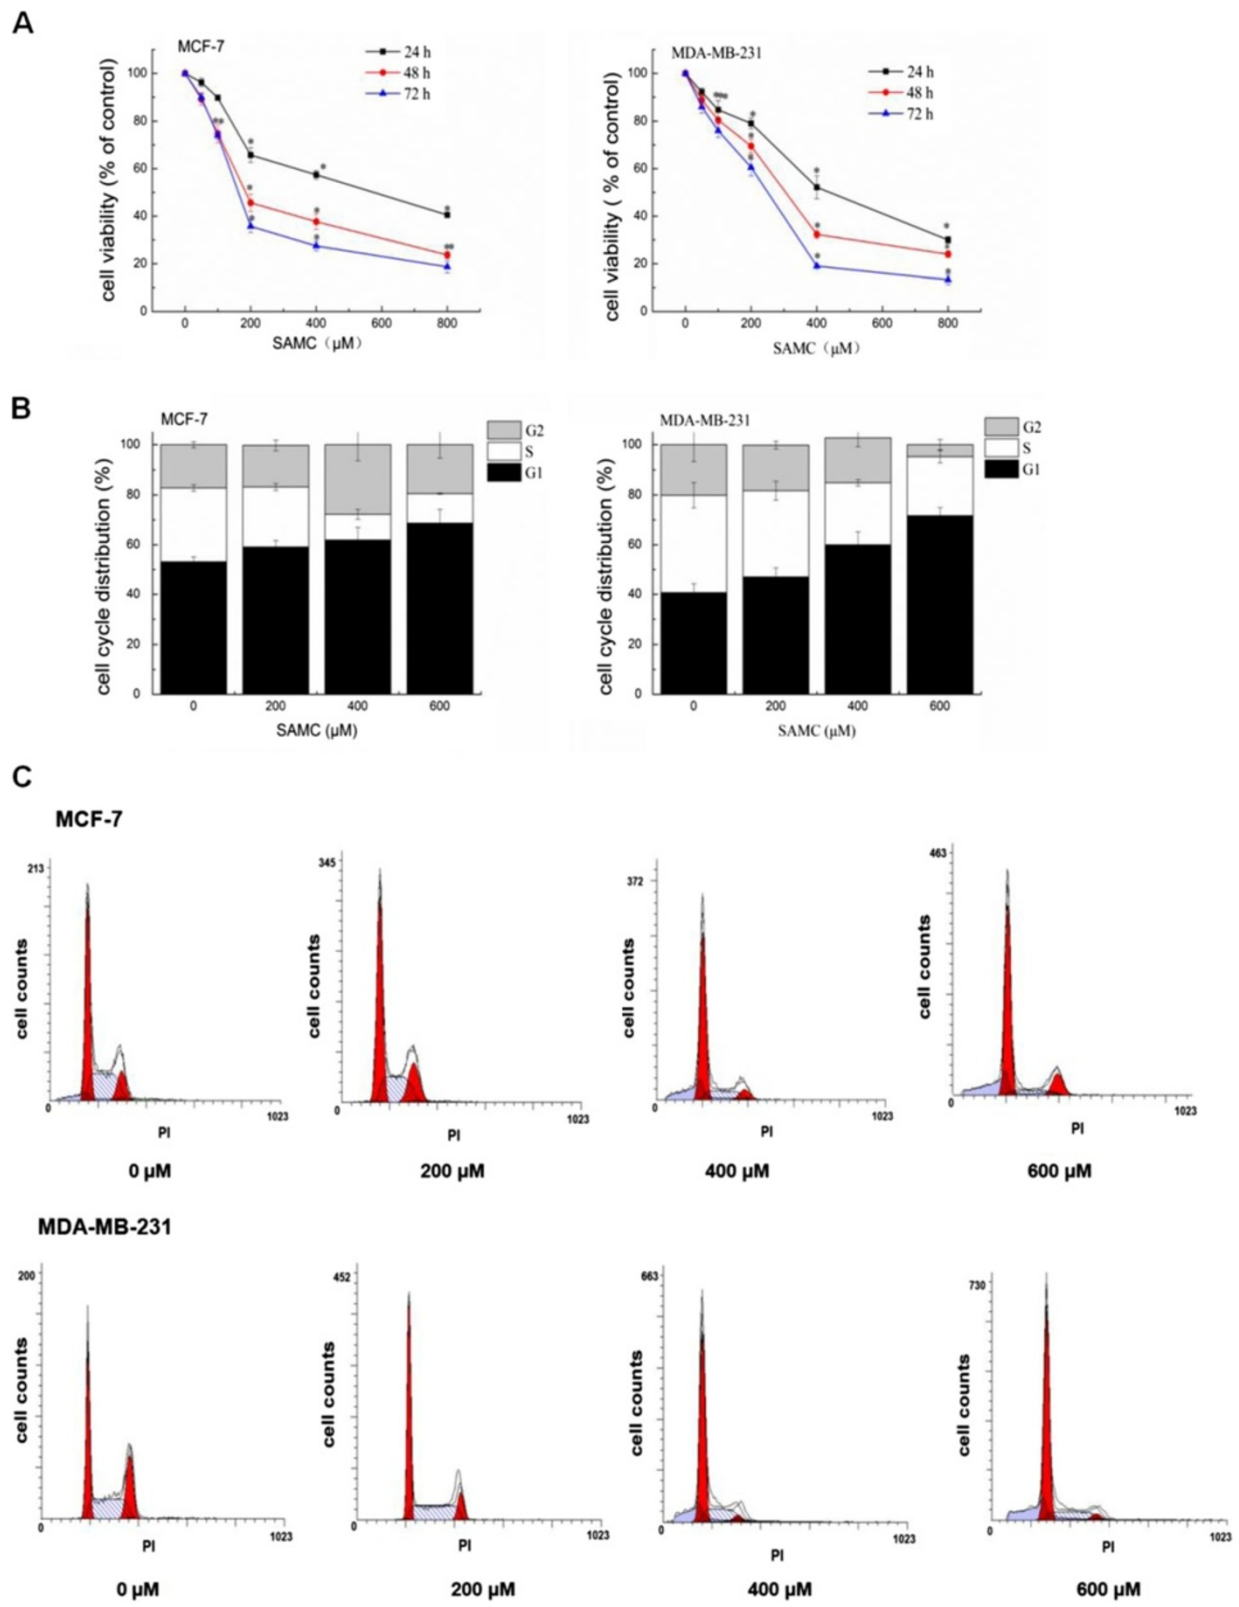 A
MCF-7
24 h
48 h
72 h
100
80
60
40
20
0
cell viability (% of control)
0 200 400 600 800
SAMC（μM）
MDA-MB-231
24 h
48 h
72 h
100
80
60
40
20
0
cell viability ( % of control)
0 200 400 600 800
SAMC（μM）
B
MCF-7
G2
S
G1
100
80
60
40
20
0
cell cycle distribution (%)
0 200 400 600
SAMC (μM)
MDA-MB-231
G2
S
G1
100
80
60
40
20
0
cell cycle distribution (%)
0 200 400 600
SAMC (μM)
C
MCF-7
213
cell counts
0 1023
PI
0 μM
345
cell counts
0 1023
PI
200 μM
372
cell counts
0 1023
PI
400 μM
463
cell counts
0 1023
PI
600 μM
MDA-MB-231
200
cell counts
0 1023
PI
0 μM
452
cell counts
0 1023
PI
200 μM
663
cell counts
0 1023
PI
400 μM
730
cell counts
0 1023
PI
600 μM